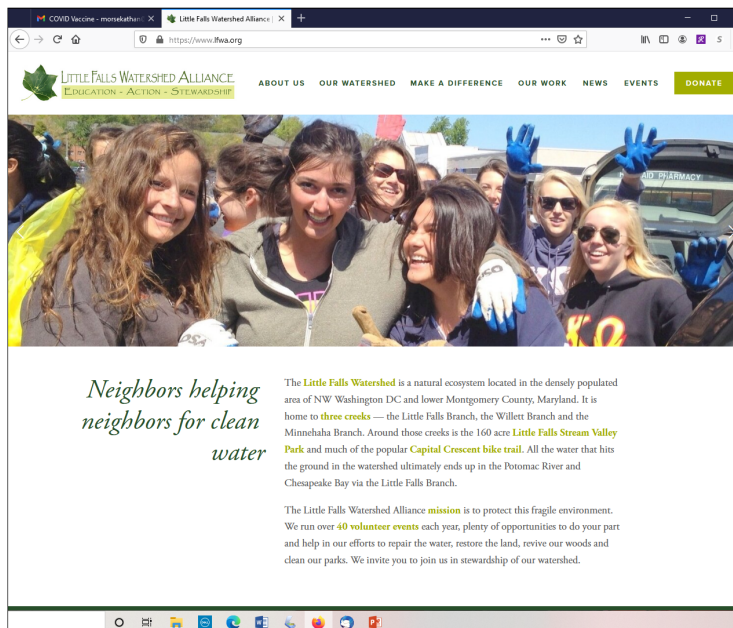 COVID Vaccine - morsekathan
Little Falls Watershed Alliance |
https://www.lfwa.org
LITTLE FALLS WATERSHED ALLIANCE
EDUCATION - ACTION - STEWARDSHIP
ABOUT US OUR WATERSHED MAKE A DIFFERENCE OUR WORK NEWS EVENTS DONATE
AID PHARMACY
Neighbors helping
neighbors for clean
water
The Little Falls Watershed is a natural ecosystem located in the densely populated
area of NW Washington DC and lower Montgomery County, Maryland. It is
home to three creeks — the Little Falls Branch, the Willett Branch and the
Minnehaha Branch. Around those creeks is the 160 acre Little Falls Stream Valley
Park and much of the popular Capital Crescent bike trail. All the water that hits
the ground in the watershed ultimately ends up in the Potomac River and
Chesapeake Bay via the Little Falls Branch.
The Little Falls Watershed Alliance mission is to protect this fragile environment.
We run over 40 volunteer events each year, plenty of opportunities to do your part
and help in our efforts to repair the water, restore the land, revive our woods and
clean our parks. We invite you to join us in stewardship of our watershed.